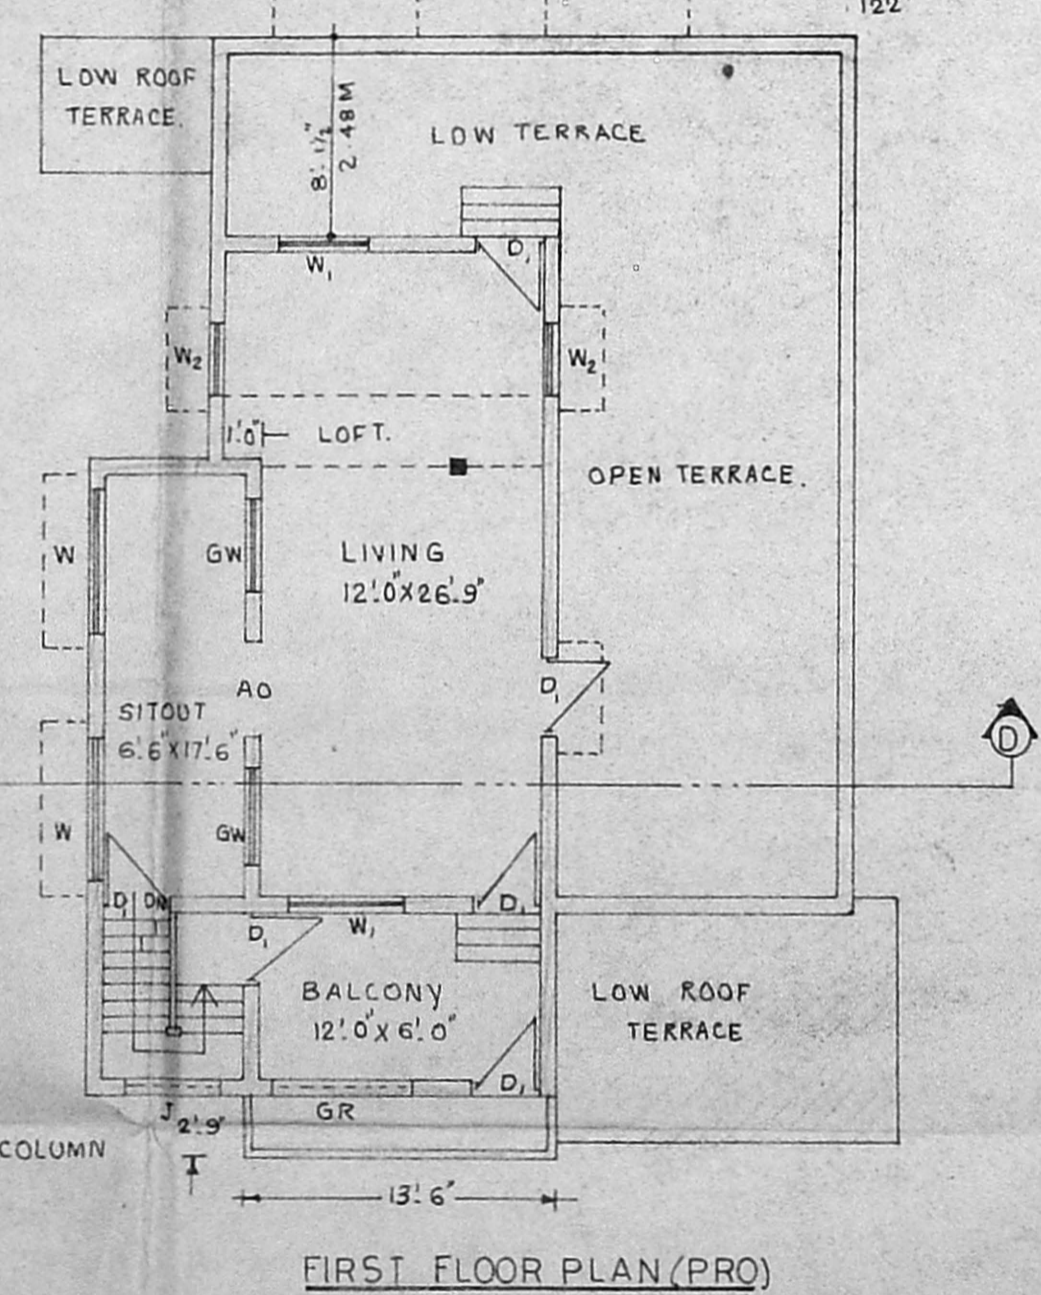 122
LOW ROOF
TERRACE.
8'.1½"
2.48M
LOW TERRACE
D₁
W₁
W₂
W₂
1'.0"
LOFT.
OPEN TERRACE.
W
GW
LIVING
12'.0"X26'.9"
AO
D₁
SITOUT
6'.6"X17'.6"
D
W
GW
D₁
DN
D₁
D₁
W₁
BALCONY
12'.0"X 6'.0"
LOW ROOF
TERRACE
D₁
J
2'.9"
GR
COLUMN
13'.6"
FIRST FLOOR PLAN(PRO)